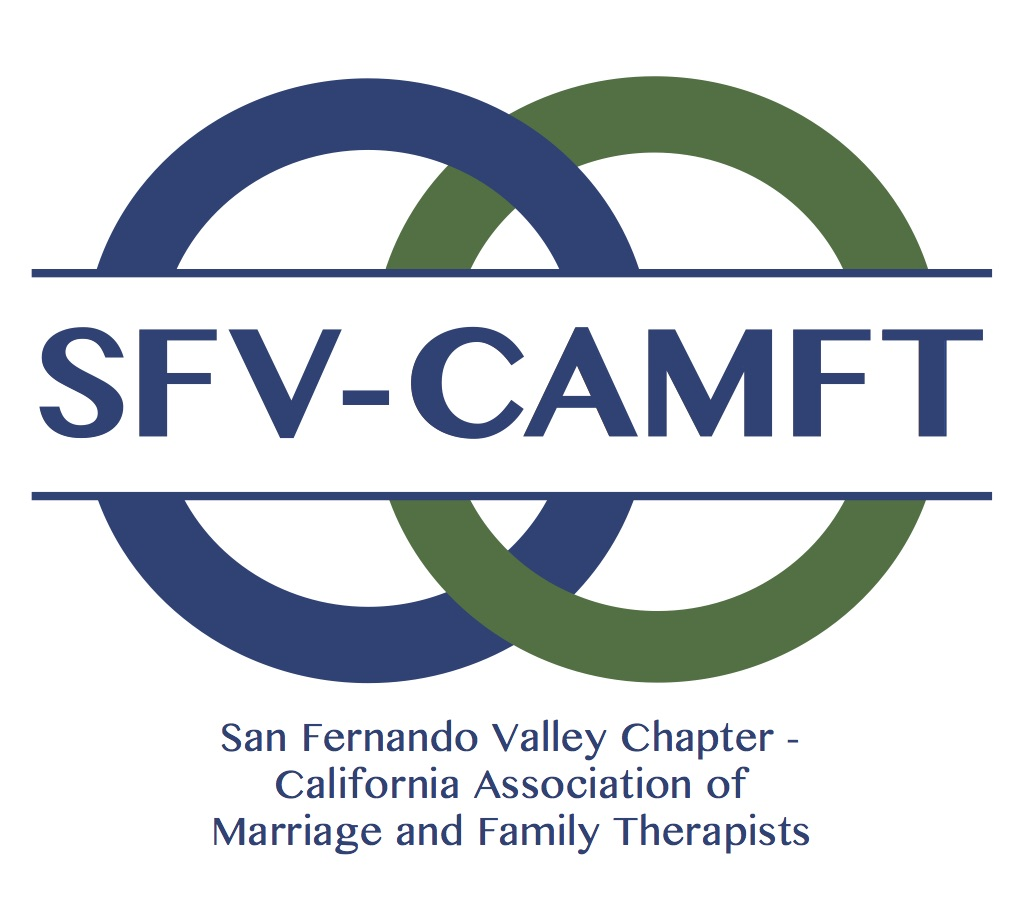 SFV-CAMFT
San Fernando Valley Chapter -
California Association of
Marriage and Family Therapists